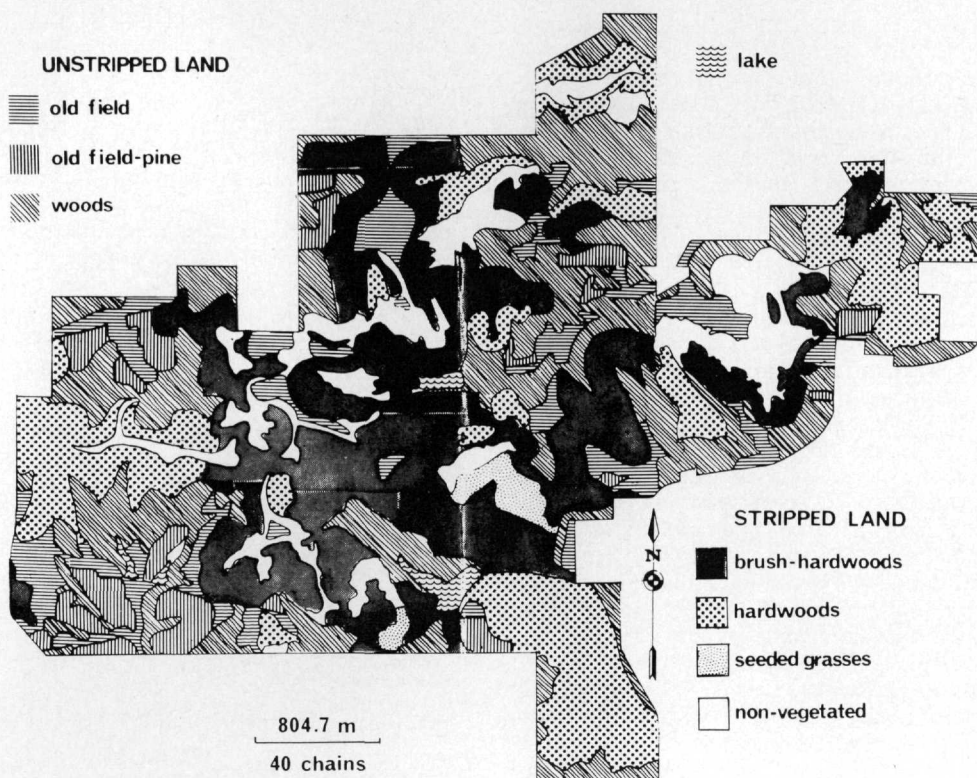 UNSTRIPPED LAND
old field
old field-pine
woods
lake
N
STRIPPED LAND
brush-hardwoods
hardwoods
seeded grasses
non-vegetated
804.7 m
40 chains